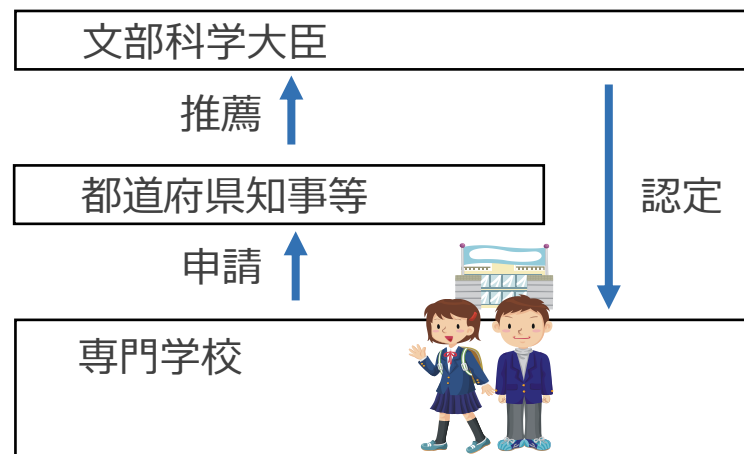 文部科学大臣
推薦
都道府県知事等
認定
申請
専門学校